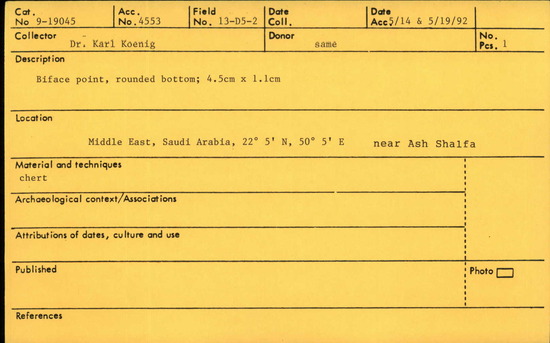 Cat. Acc. Field Date Date
No 9-19045 No. 4553 No. 13-D5-2 Coll. Acc 5/14 & 5/19/92
Collector Dr. Karl Koenig Donor same No. Pcs. 1
Description
Biface point, rounded bottom; 4.5cm x 1.1cm
Location
Middle East, Saudi Arabia, 22° 5' N, 50° 5' E near Ash Shalfa
Material and techniques
chert
Archaeological context/Associations
Attributions of dates, culture and use
Published Photo
References